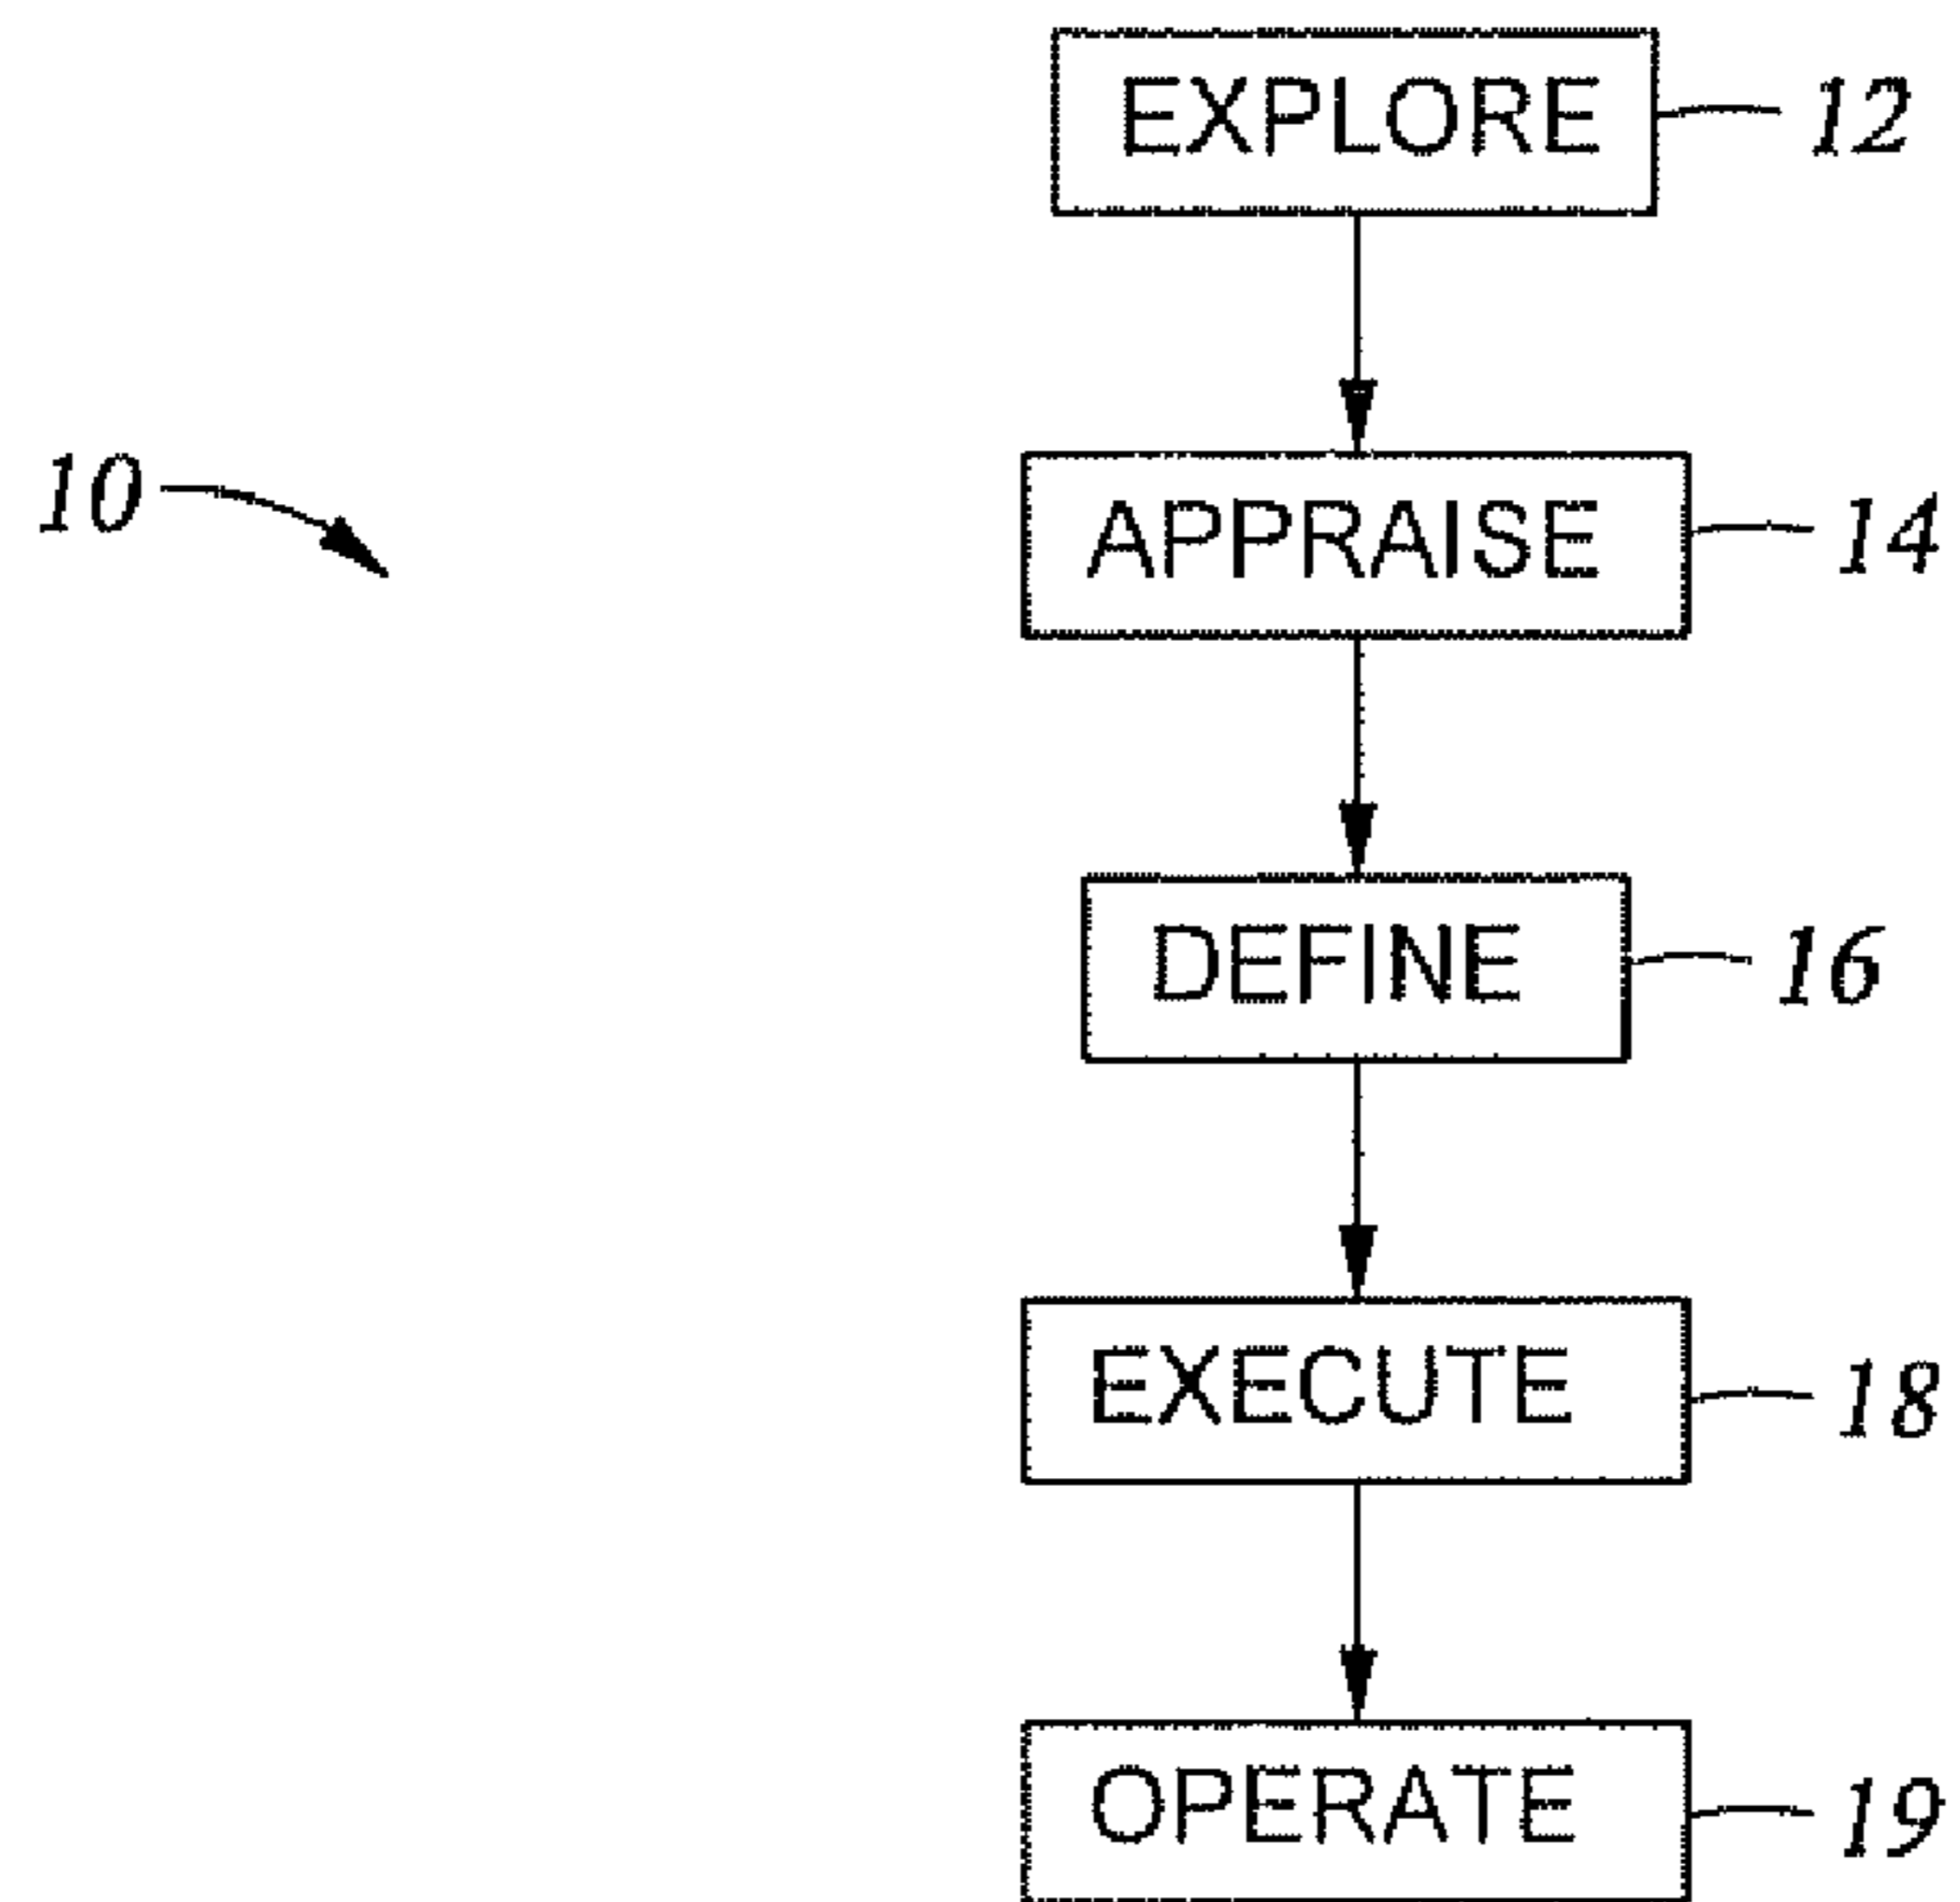 EXPLORE 12
10
APPRAISE 14
DEFINE 16
EXECUTE 18
OPERATE 19